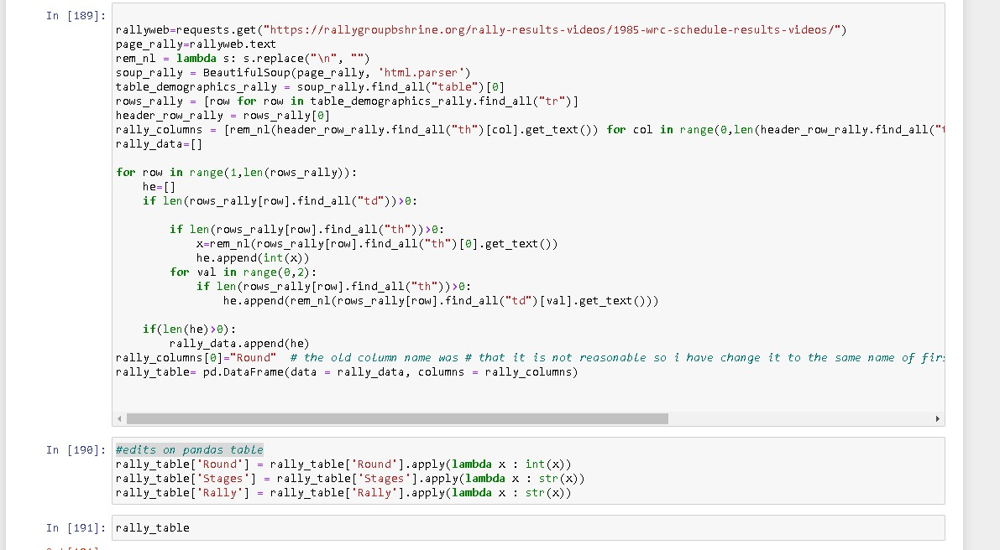 In [189]:
rallyweb=requests.get("https://rallygroupbshrine.org/rally-results-videos/1985-wrc-schedule-results-videos/")
page_rally=rallyweb.text
rem_nl = lambda s: s.replace("\n", "")
soup_rally = BeautifulSoup(page_rally, 'html.parser')
table_demographics_rally = soup_rally.find_all("table")[0]
rows_rally = [row for row in table_demographics_rally.find_all("tr")]
header_row_rally = rows_rally[0]
rally_columns = [rem_nl(header_row_rally.find_all("th")[col].get_text()) for col in range(0,len(header_row_rally.find_all("
rally_data=[]
for row in range(1,len(rows_rally)):
    he=[]
    if len(rows_rally[row].find_all("td"))>0:
        if len(rows_rally[row].find_all("th"))>0:
            x=rem_nl(rows_rally[row].find_all("th")[0].get_text())
            he.append(int(x))
        for val in range(0,2):
            if len(rows_rally[row].find_all("th"))>0:
                he.append(rem_nl(rows_rally[row].find_all("td")[val].get_text()))
    if(len(he)>0):
        rally_data.append(he)
rally_columns[0]="Round"  # the old column name was # that it is not reasonable so i have change it to the same name of
rally_table= pd.DataFrame(data = rally_data, columns = rally_columns)
In [190]:
#edits on pandas table
rally_table['Round'] = rally_table['Round'].apply(lambda x : int(x))
rally_table['Stages'] = rally_table['Stages'].apply(lambda x : str(x))
rally_table['Rally'] = rally_table['Rally'].apply(lambda x : str(x))
In [191]:
rally_table